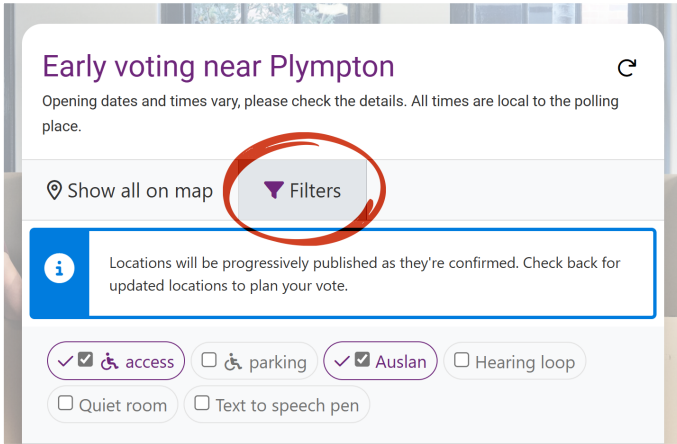 Early voting near Plympton
Opening dates and times vary, please check the details. All times are local to the polling
place.
Show all on map
Filters
Locations will be progressively published as they're confirmed. Check back for
updated locations to plan your vote.
access
parking
Auslan
Hearing loop
Quiet room
Text to speech pen